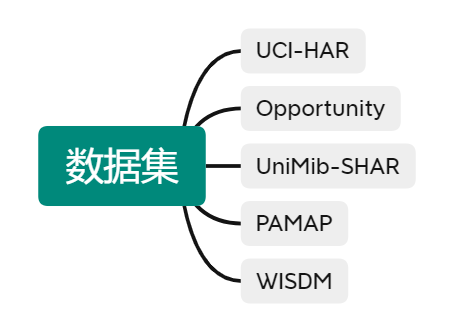 数据集
UCI-HAR
Opportunity
UniMib-SHAR
PAMAP
WISDM